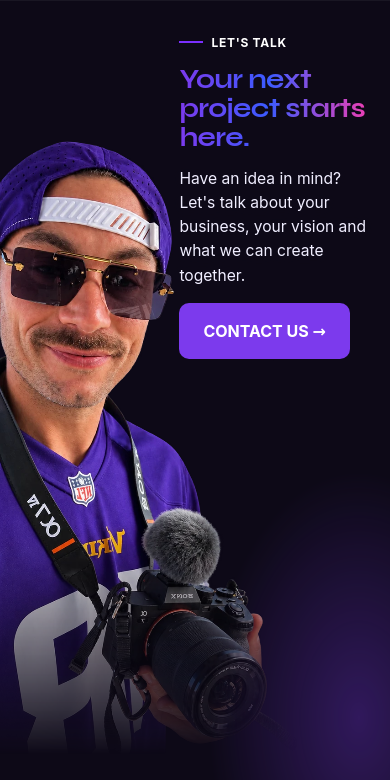 LET'S TALK
Your next
project starts
here.
Have an idea in mind?
Let's talk about your
business, your vision and
what we can create
together.
CONTACT US →
NFL